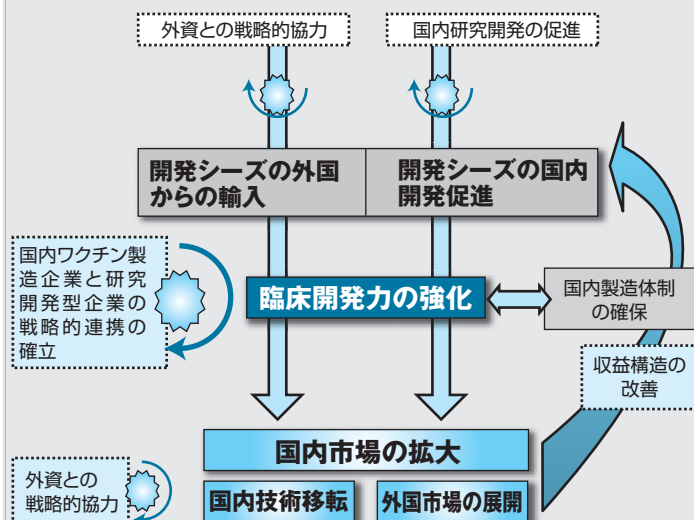 外資との戦略的協力
国内研究開発の促進
開発シーズの外国
からの輸入
開発シーズの国内
開発促進
国内ワクチン製
造企業と研究
開発型企業の
戦略的連携の
確立
臨床開発力の強化
国内製造体制
の確保
収益構造の
改善
国内市場の拡大
外資との
戦略的協力
国内技術移転
外国市場の展開